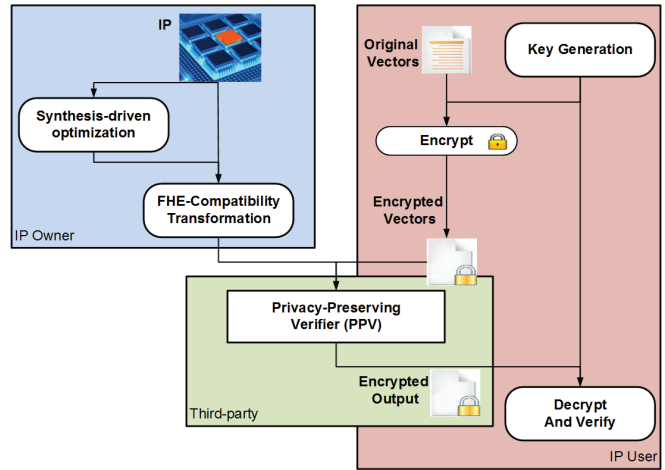 IP
Synthesis-driven
optimization
FHE-Compatibility
Transformation
IP Owner
Original
Vectors
Key Generation
Encrypt
Encrypted
Vectors
Privacy-Preserving
Verifier (PPV)
Encrypted
Output
Third-party
Decrypt
And Verify
IP User